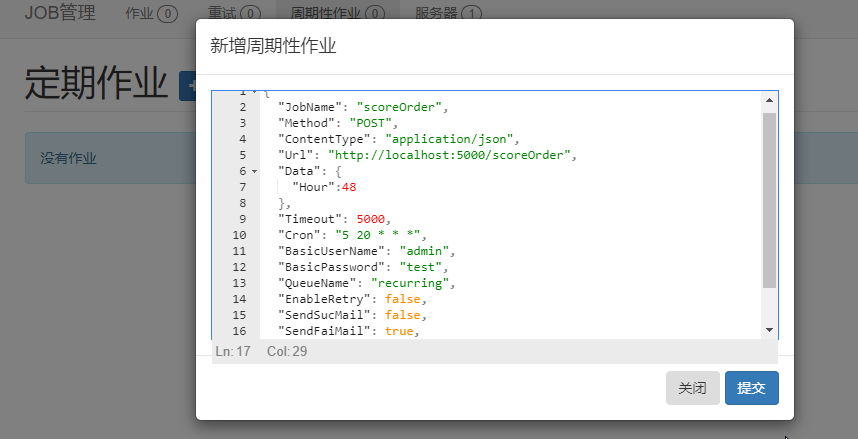 JOB管理 作业 0 重试 0 周期性作业 0 服务器 1
新增周期性作业
定期作业 +
没有作业
1 {
2 "JobName": "scoreOrder",
3 "Method": "POST",
4 "ContentType": "application/json",
5 "Url": "http://localhost:5000/scoreOrder",
6 "Data": {
7 "Hour":48
8 },
9 "Timeout": 5000,
10 "Cron": "5 20 * * *",
11 "BasicUserName": "admin",
12 "BasicPassword": "test",
13 "QueueName": "recurring",
14 "EnableRetry": false,
15 "SendSucMail": false,
16 "SendFaiMail": true,
Ln: 17 Col: 29
关闭 提交